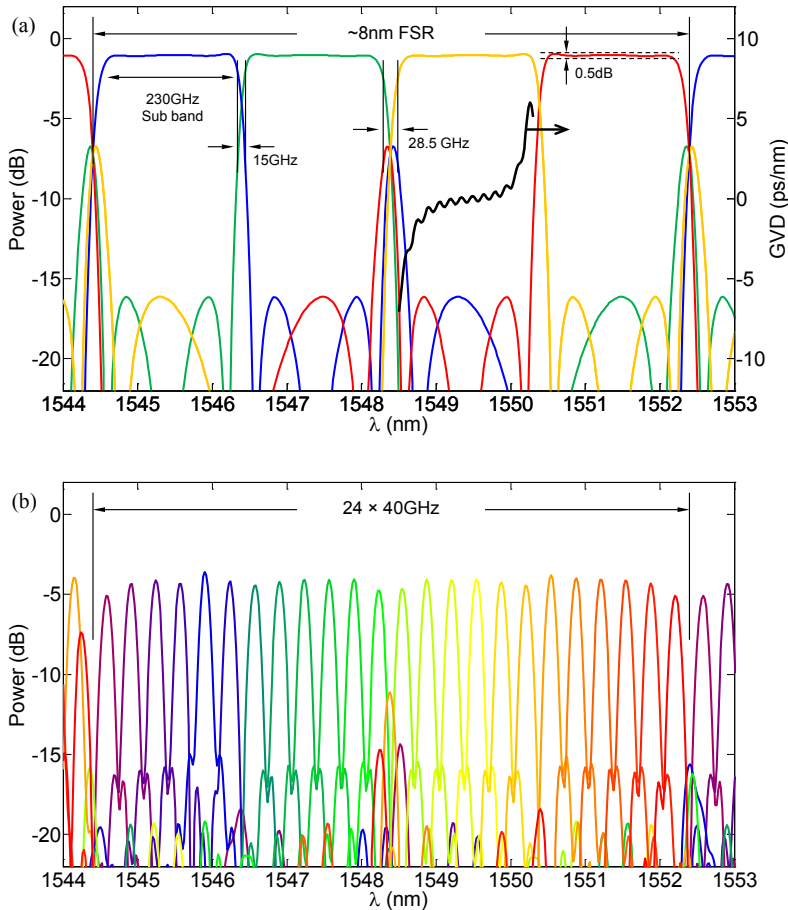 (a)
~8nm FSR
0.5dB
230GHz
Sub band
15GHz
28.5 GHz
Power (dB)
0
-5
-10
-15
-20
GVD (ps/nm)
10
5
0
-5
-10
1544 1545 1546 1547 1548 1549 1550 1551 1552 1553
λ (nm)
(b)
24 × 40GHz
Power (dB)
0
-5
-10
-15
-20
1544 1545 1546 1547 1548 1549 1550 1551 1552 1553
λ (nm)